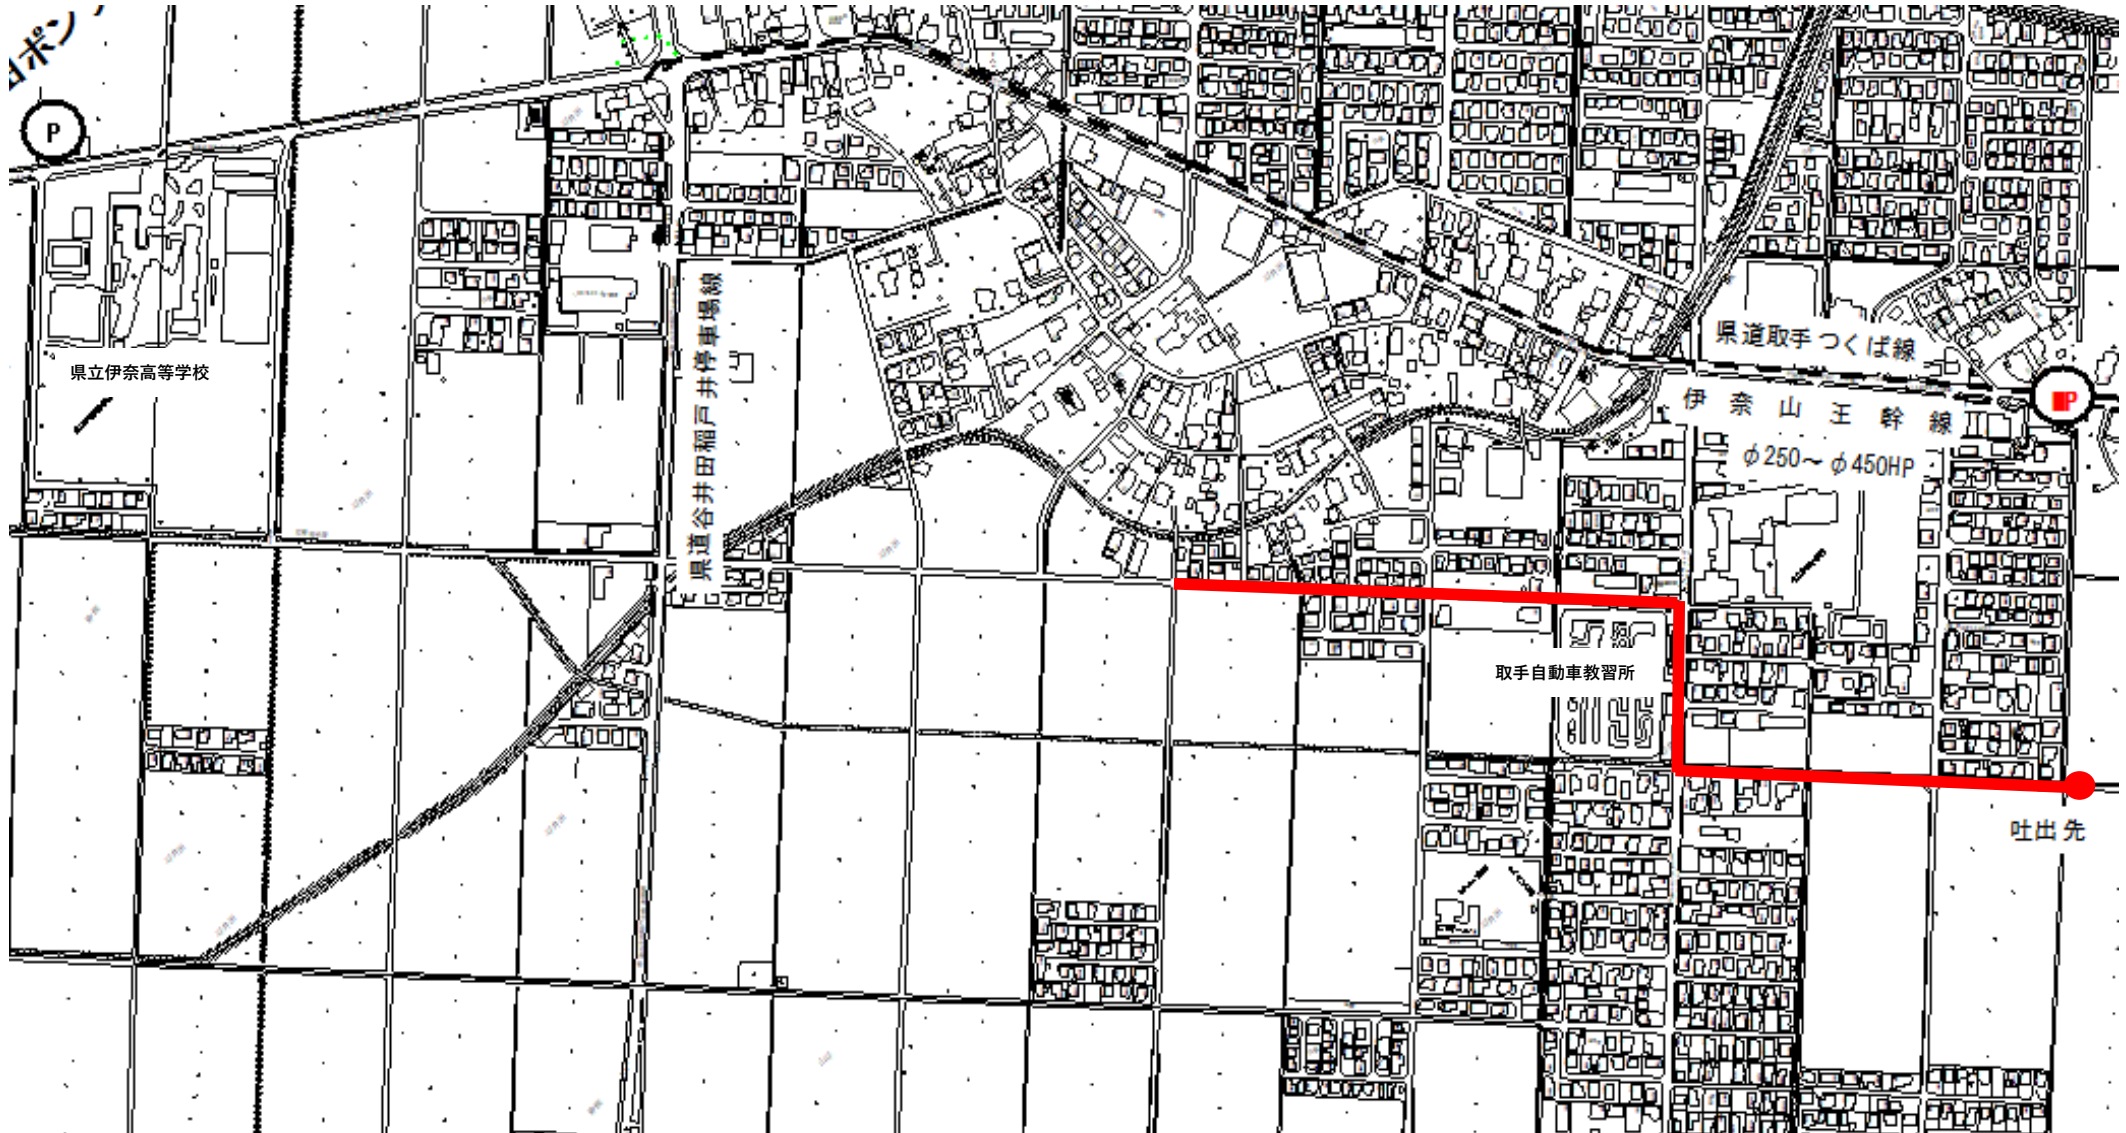 ポン
P
県道谷井田稲戸井停車場線
県立伊奈高等学校
県道取手つくば線
P
伊奈山王幹線
φ250～φ450HP
取手自動車教習所
吐出先